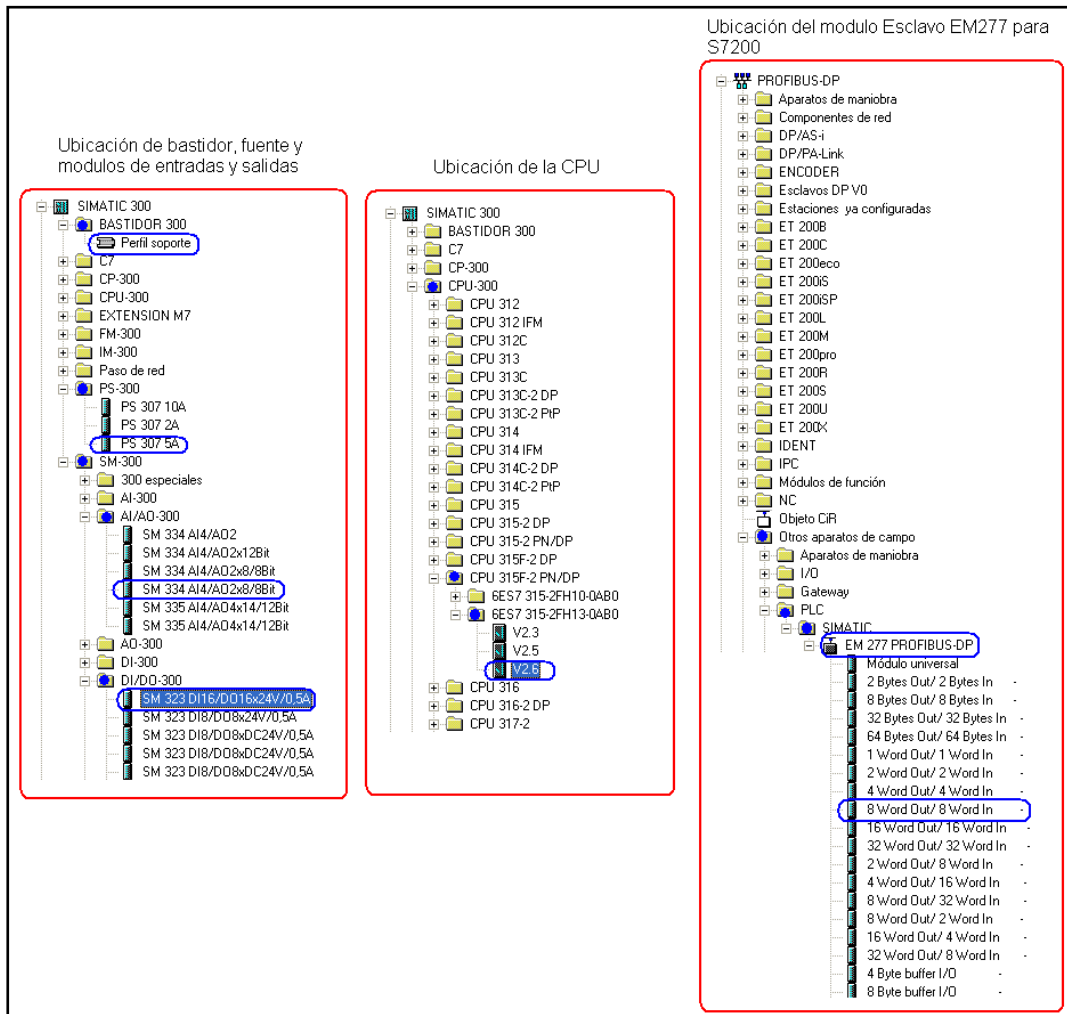 Ubicación de bastidor, fuente y
modulos de entradas y salidas
SIMATIC 300
BASTIDOR 300
Perfil soporte
C7
CP-300
CPU-300
EXTENSION M7
FM-300
IM-300
Paso de red
PS-300
PS 307 10A
PS 307 2A
PS 307 5A
SM-300
300 especiales
AI-300
AI/AO-300
SM 334 AI4/AO2
SM 334 AI4/AO2x12Bit
SM 334 AI4/AO2x8/8Bit
SM 334 AI4/AO2x8/8Bit
SM 335 AI4/AO4x14/12Bit
SM 335 AI4/AO4x14/12Bit
AO-300
DI-300
DI/DO-300
SM 323 DI16/DO16x24V/0,5A
SM 323 DI8/DO8x24V/0,5A
SM 323 DI8/DO8xDC24V/0,5A
SM 323 DI8/DO8xDC24V/0,5A
SM 323 DI8/DO8xDC24V/0,5A
Ubicación de la CPU
SIMATIC 300
BASTIDOR 300
C7
CP-300
CPU-300
CPU 312
CPU 312 IFM
CPU 312C
CPU 313
CPU 313C
CPU 313C-2 DP
CPU 313C-2 PtP
CPU 314
CPU 314 IFM
CPU 314C-2 DP
CPU 314C-2 PtP
CPU 315
CPU 315-2 DP
CPU 315-2 PN/DP
CPU 315F-2 DP
CPU 315F-2 PN/DP
6ES7 315-2FH10-0AB0
6ES7 315-2FH13-0AB0
V2.3
V2.5
V2.6
CPU 316
CPU 316-2 DP
CPU 317-2
Ubicación del modulo Esclavo EM277 para
S7200
PROFIBUS-DP
Aparatos de maniobra
Componentes de red
DP/AS-i
DP/PA-Link
ENCODER
Esclavos DP V0
Estaciones ya configuradas
ET 200B
ET 200C
ET 200eco
ET 200iS
ET 200iSP
ET 200L
ET 200M
ET 200pro
ET 200R
ET 200S
ET 200U
ET 200X
IDENT
IPC
Módulos de función
NC
Objeto CiR
Otros aparatos de campo
Aparatos de maniobra
I/O
Gateway
PLC
SIMATIC
EM 277 PROFIBUS-DP
Módulo universal
2 Bytes Out/ 2 Bytes In -
8 Bytes Out/ 8 Bytes In -
32 Bytes Out/ 32 Bytes In -
64 Bytes Out/ 64 Bytes In -
1 Word Out/ 1 Word In -
2 Word Out/ 2 Word In -
4 Word Out/ 4 Word In -
8 Word Out/ 8 Word In -
16 Word Out/ 16 Word In -
32 Word Out/ 32 Word In -
2 Word Out/ 8 Word In -
4 Word Out/ 16 Word In -
8 Word Out/ 32 Word In -
8 Word Out/ 2 Word In -
16 Word Out/ 4 Word In -
32 Word Out/ 8 Word In -
4 Byte buffer I/O -
8 Byte buffer I/O -